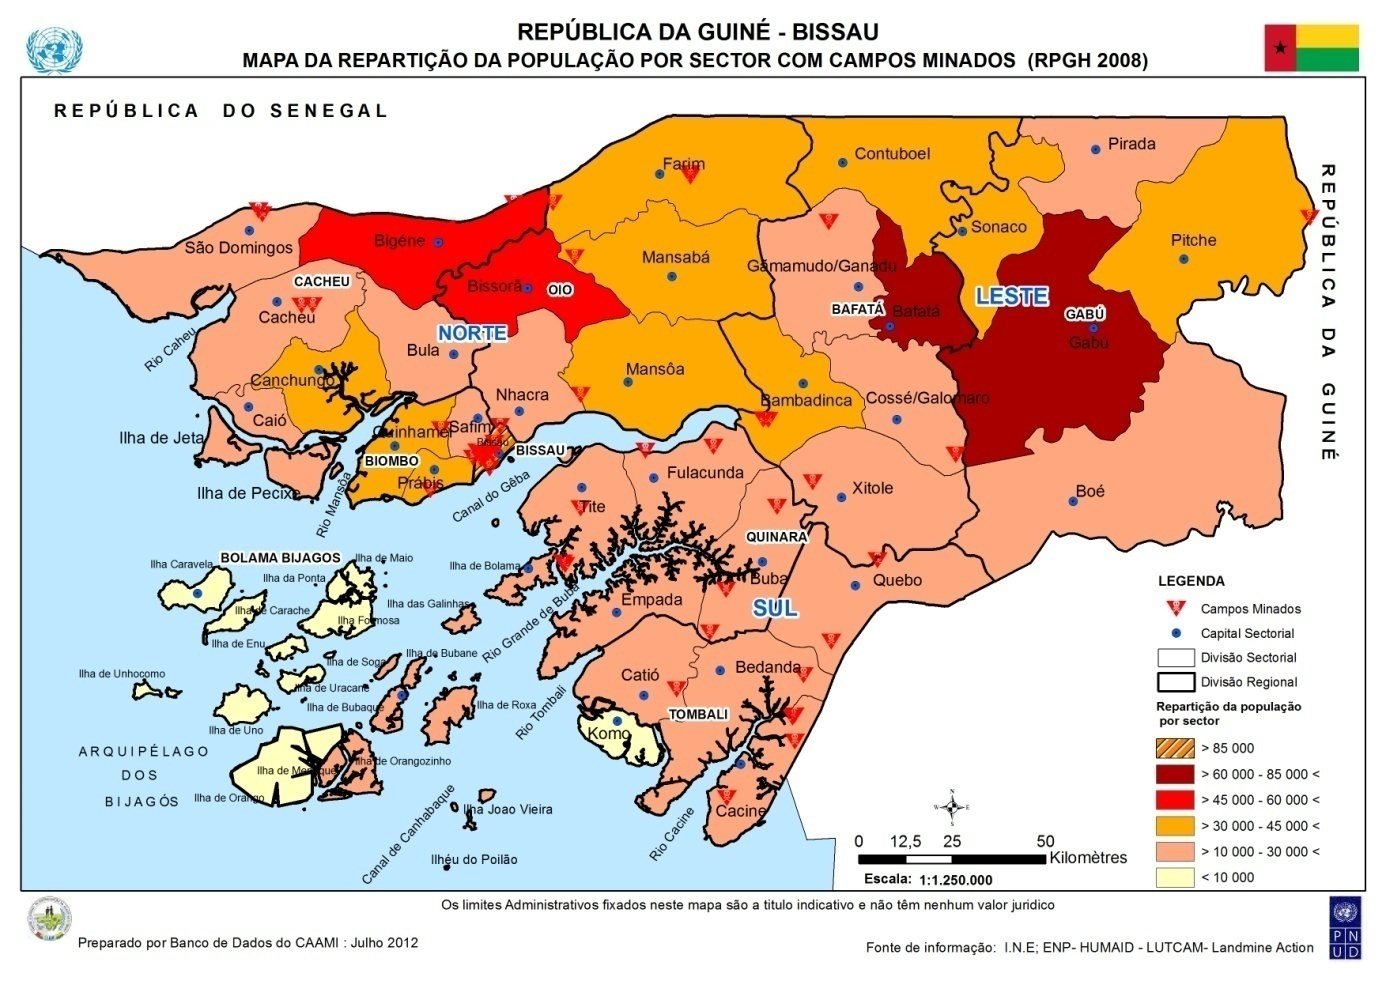 REPÚBLICA DA GUINÉ - BISSAU
MAPA DA REPARTIÇÃO DA POPULAÇÃO POR SECTOR COM CAMPOS MINADOS (RPGH 2008)
REPÚBLICA DO SENEGAL
REPÚBLICA DA GUINÉ
Farim
Contuboel
Pirada
São Domingos
Bigéne
Mansabá
Sonaco
Pitche
Gâmamudo/Ganadu
CACHEU
Bissorã
OIO
LESTE
BAFATÁ
Bafatá
GABÚ
Gabu
Cacheu
NORTE
Rio Caheu
Bula
Canchungo
Mansôa
Nhacra
Bambadinca
Cossé/Galomaro
Caió
Ilha de Jeta
Quinhamel
Safim
Bissau
BISSAU
BIOMBO
Prábis
Ilha de Pecixe
Rio Mansôa
Canal do Gêba
Fulacunda
Tite
Xitole
Boé
QUINARA
BOLAMA BIJAGOS
Ilha Caravela
Ilha de Maio
Ilha da Ponta
Ilha de Bolama
Buba
Quebo
Ilha de Carache
Ilha Formosa
Ilha das Galinhas
Rio Grande de Buba
Empada
SUL
Ilha de Enu
Ilha de Soga
Ilha de Bubane
Ilha de Unhocomo
Ilha de Uracane
Ilha de Bubaque
Ilha de Roxa
Rio Tombali
Catió
Bedanda
TOMBALI
Komo
Ilha de Uno
ARQUIPÉLAGO
DOS
BIJAGÓS
Ilha de Orangozinho
Ilha de Orango
Ilha Joao Vieira
Canal de Canhabaque
Ilhéu do Poilão
Rio Cacine
Cacine
LEGENDA
Campos Minados
Capital Sectorial
Divisão Sectorial
Divisão Regional
Repartição da população
por sector
> 85 000
> 60 000 - 85 000 <
> 45 000 - 60 000 <
> 30 000 - 45 000 <
> 10 000 - 30 000 <
< 10 000
N
W E
S
0 12,5 25 50
Kilomètres
Escala: 1:1.250.000
Os limites Administrativos fixados neste mapa são a titulo indicativo e não têm nenhum valor juridico
Preparado por Banco de Dados do CAAMI : Julho 2012
Fonte de informação: I.N.E; ENP- HUMAID - LUTCAM- Landmine Action
P N
U D